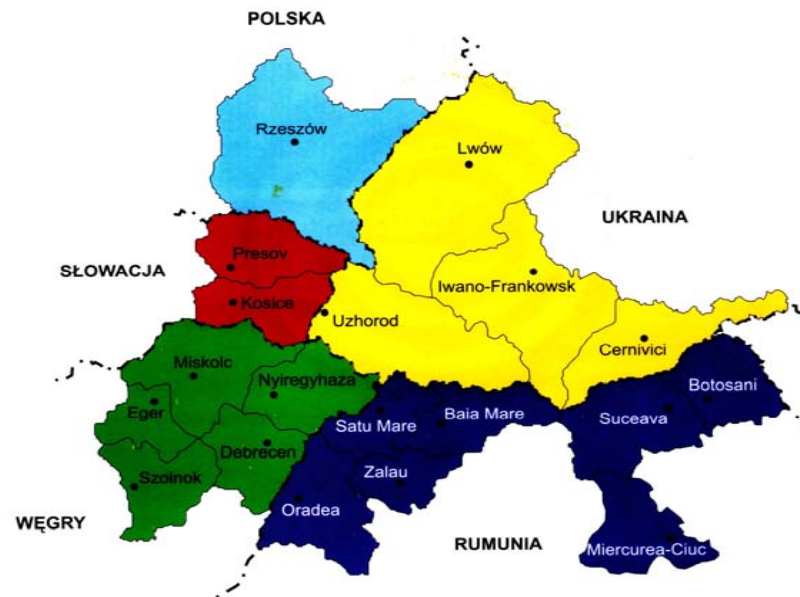 POLSKA
Rzeszów
Lwów
UKRAINA
Presov
SŁOWACJA
Iwano-Frankowsk
Kosice
Uzhorod
Cernivici
Miskolc
Nyiregyhaza
Botosani
Eger
Satu Mare
Baia Mare
Suceava
Debrecen
Zalau
Szolnok
Oradea
WĘGRY
RUMUNIA
Miercurea-Ciuc